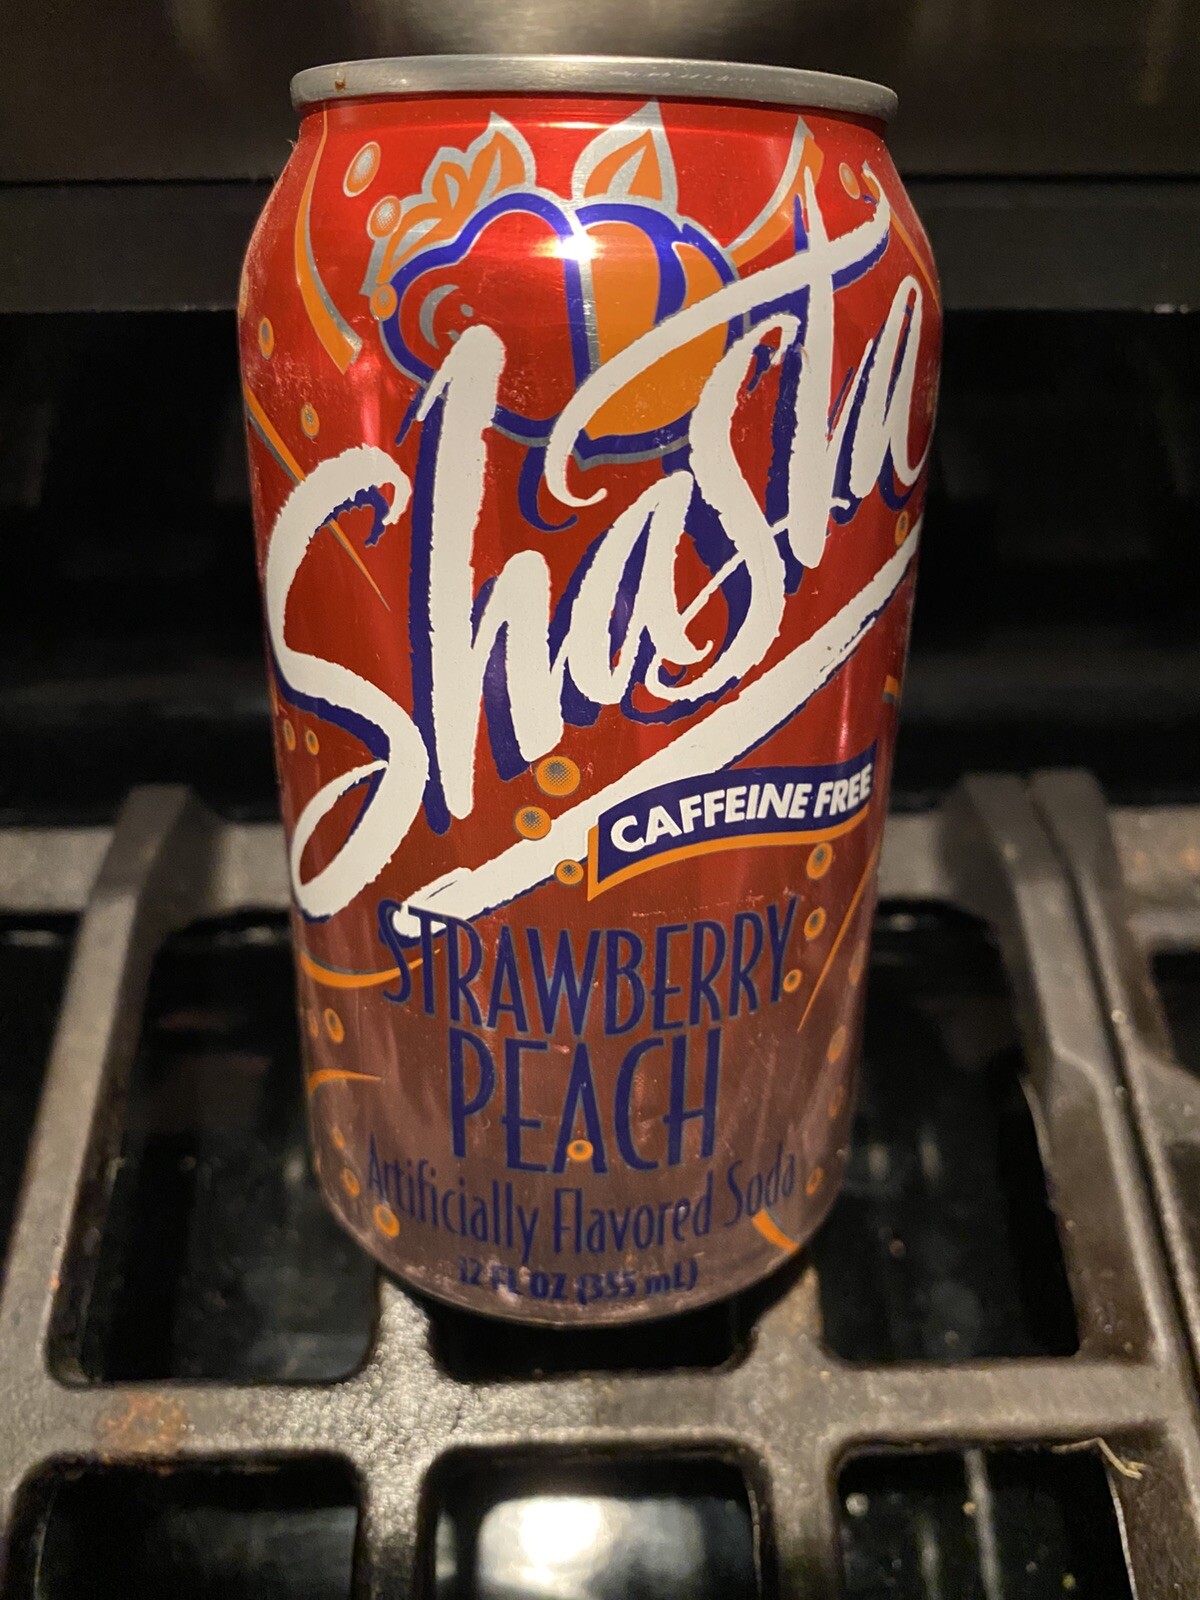 Shasta
CAFFEINE FREE
STRAWBERRY
PEACH
Artificially Flavored Soda
12 FL OZ (355 mL)